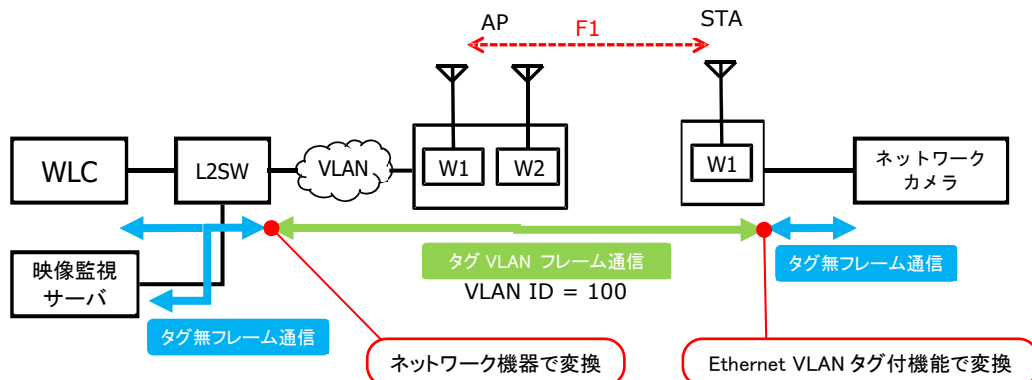 AP
STA
F1
WLC
L2SW
VLAN
W1
W2
W1
ネットワーク
カメラ
映像監視
サーバ
タグ VLAN フレーム通信
タグ無フレーム通信
VLAN ID = 100
タグ無フレーム通信
ネットワーク機器で変換
Ethernet VLAN タグ付機能で変換